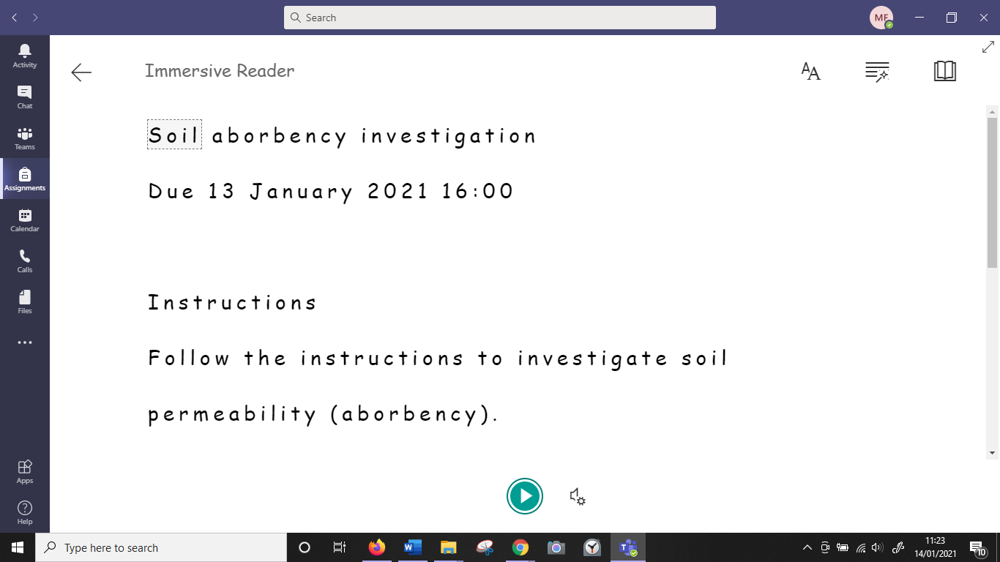 Search
MF
Activity
Chat
Teams
Assignments
Calendar
Calls
Files
Apps
Help
Immersive Reader
AA
Soil aborbency investigation
Due 13 January 2021 16:00
Instructions
Follow the instructions to investigate soil
permeability (aborbency).
Type here to search
11:23
14/01/2021
10